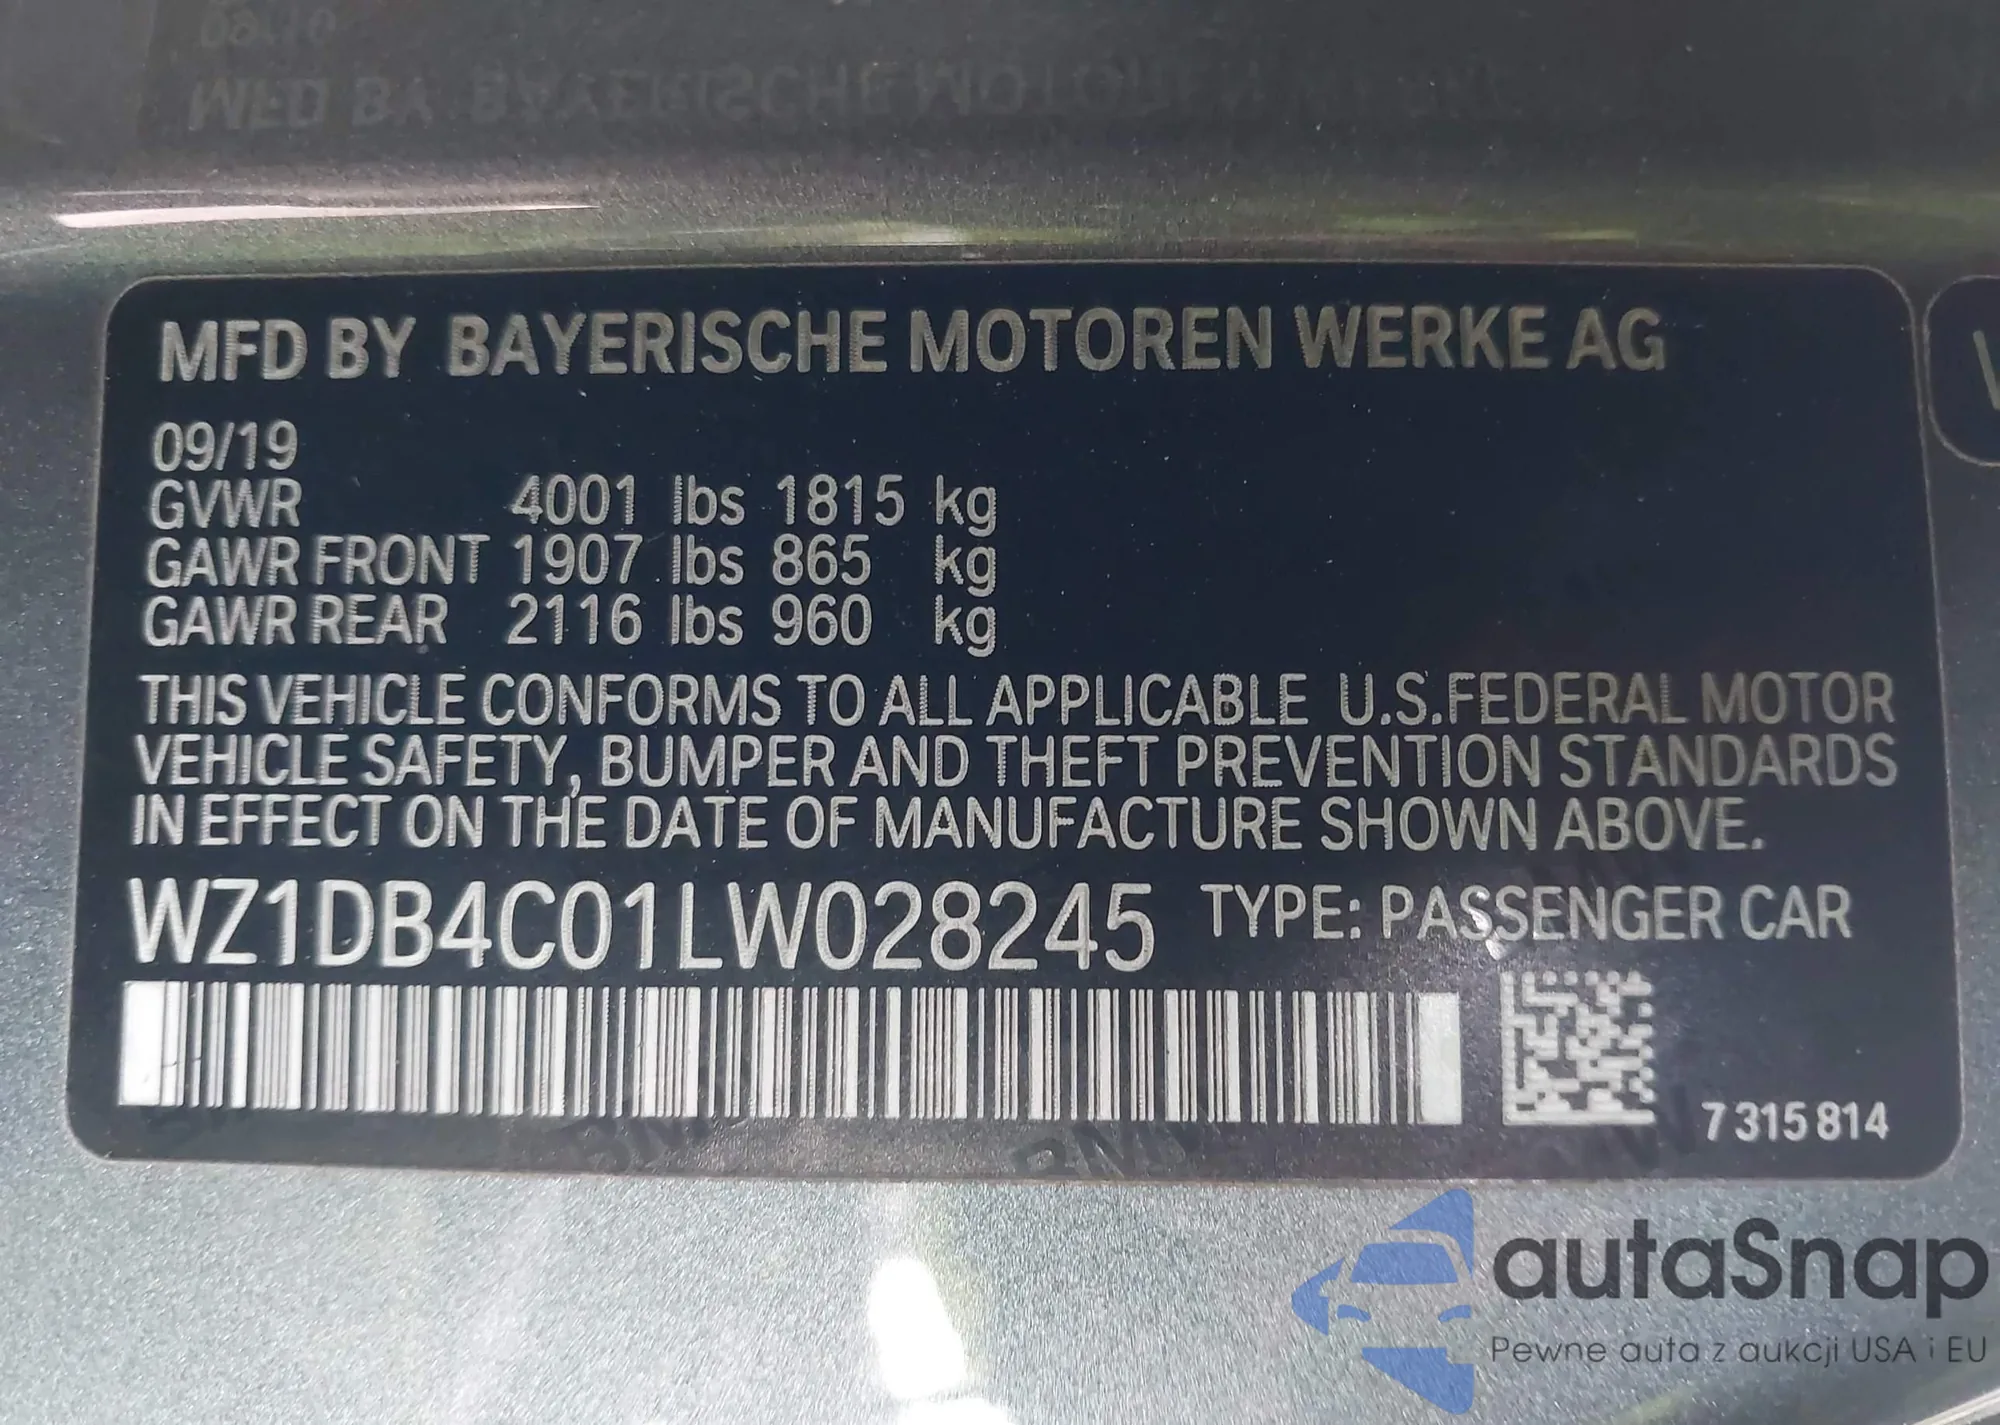 MFD BY BAYERISCHE MOTOREN WERKE AG
09/19
GVWR 4001 lbs 1815 kg
GAWR FRONT 1907 lbs 865 kg
GAWR REAR 2116 lbs 960 kg
THIS VEHICLE CONFORMS TO ALL APPLICABLE U.S.FEDERAL MOTOR
VEHICLE SAFETY, BUMPER AND THEFT PREVENTION STANDARDS
IN EFFECT ON THE DATE OF MANUFACTURE SHOWN ABOVE.
WZ1DB4C01LW028245 TYPE: PASSENGER CAR
7 315 814
autaSnap
Pewne auta z aukcji USA i EU